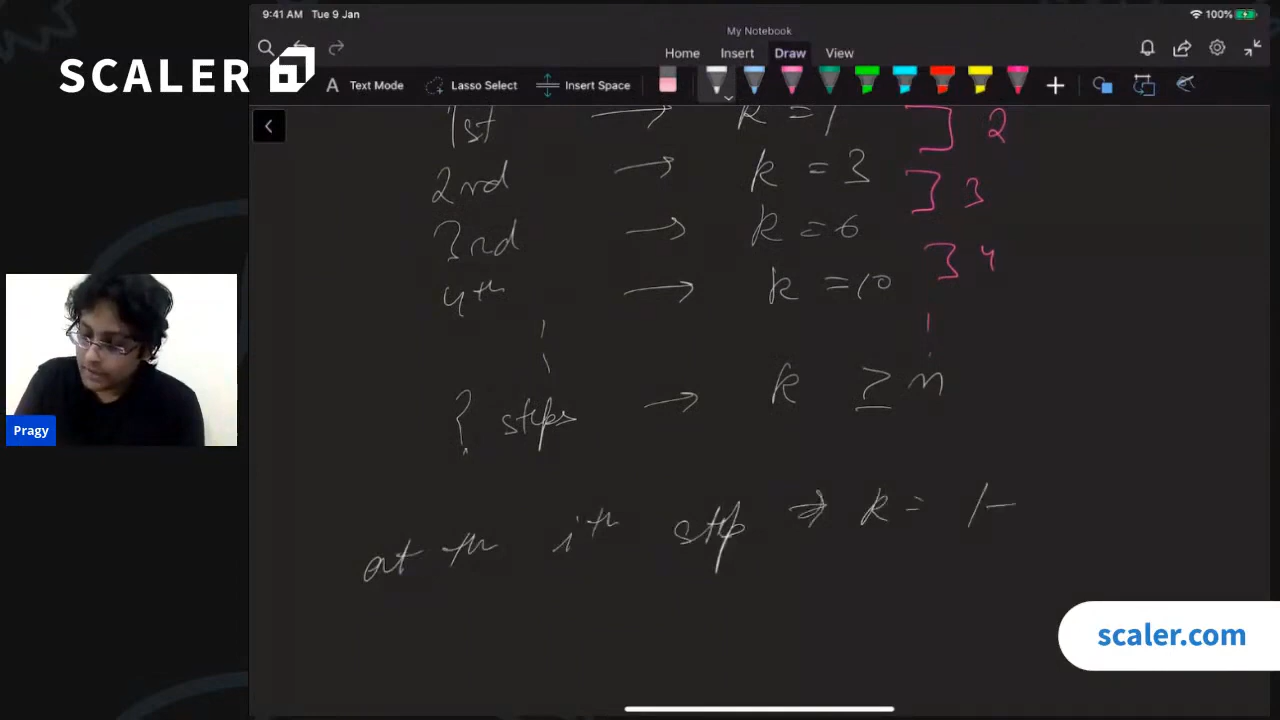 9:41 AM Tue 9 Jan
100%
My Notebook
SCALER
Home Insert Draw View
A Text Mode Lasso Select Insert Space
1st → k = 1 ] 2
2nd → k = 3 ] 3
3rd → k = 6 ] 4
4th → k = 10
? steps → k ≥ n
at th ith step ⇒ k = 1
Pragy
scaler.com